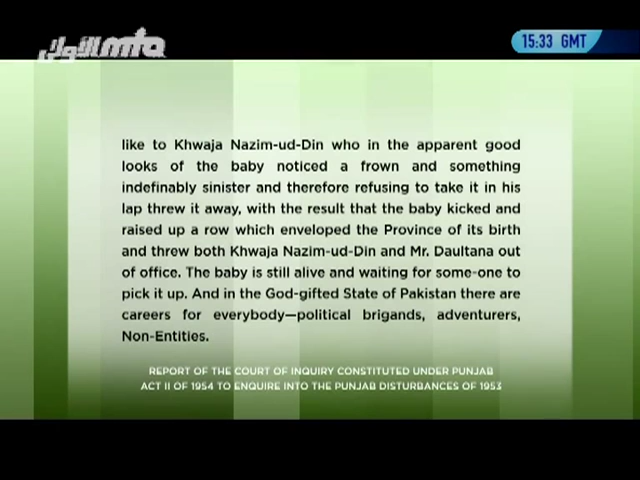 الأولى mta
15:33 GMT
like to Khwaja Nazim-ud-Din who in the apparent good
looks of the baby noticed a frown and something
indefinably sinister and therefore refusing to take it in his
lap threw it away, with the result that the baby kicked and
raised up a row which enveloped the Province of its birth
and threw both Khwaja Nazim-ud-Din and Mr. Daultana out
of office. The baby is still alive and waiting for some-one to
pick it up. And in the God-gifted State of Pakistan there are
careers for everybody—political brigands, adventurers,
Non-Entities.
REPORT OF THE COURT OF INQUIRY CONSTITUTED UNDER PUNJAB
ACT II OF 1954 TO ENQUIRE INTO THE PUNJAB DISTURBANCES OF 1953